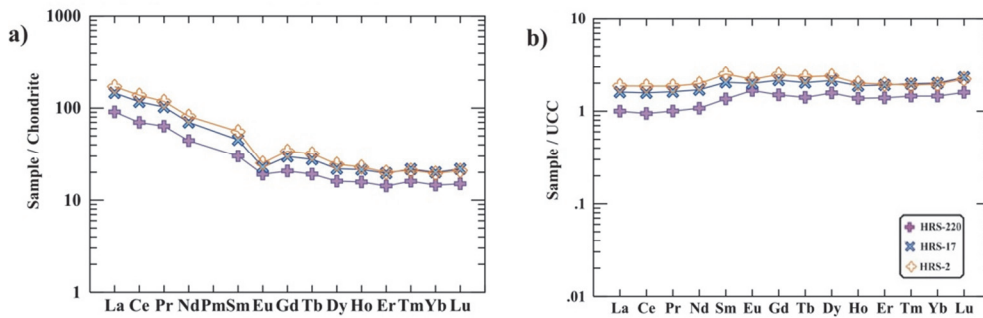 a)
Sample / Chondrite
1000
100
10
1
La Ce Pr Nd Pm Sm Eu Gd Tb Dy Ho Er Tm Yb Lu
b)
Sample / UCC
10
1
.1
.01
La Ce Pr Nd Sm Eu Gd Tb Dy Ho Er Tm Yb Lu
HRS-220
HRS-17
HRS-2